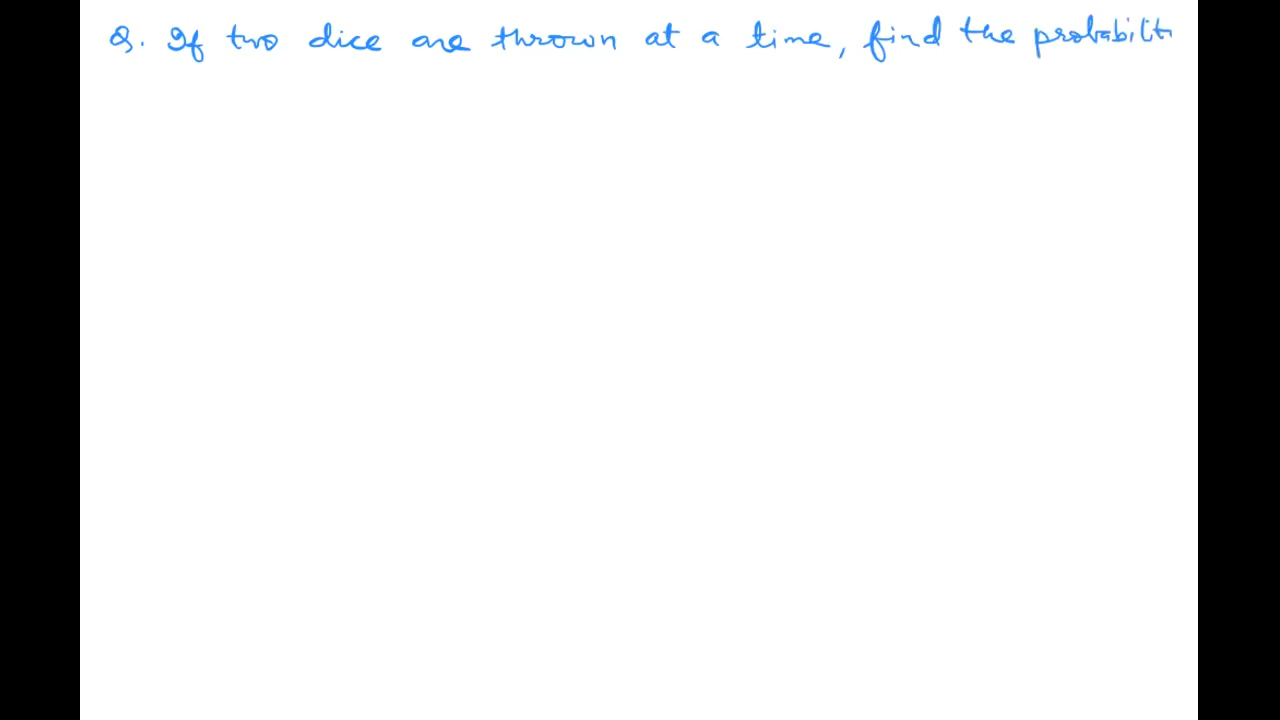 Q. If two dice are thrown at a time, find the probabilit